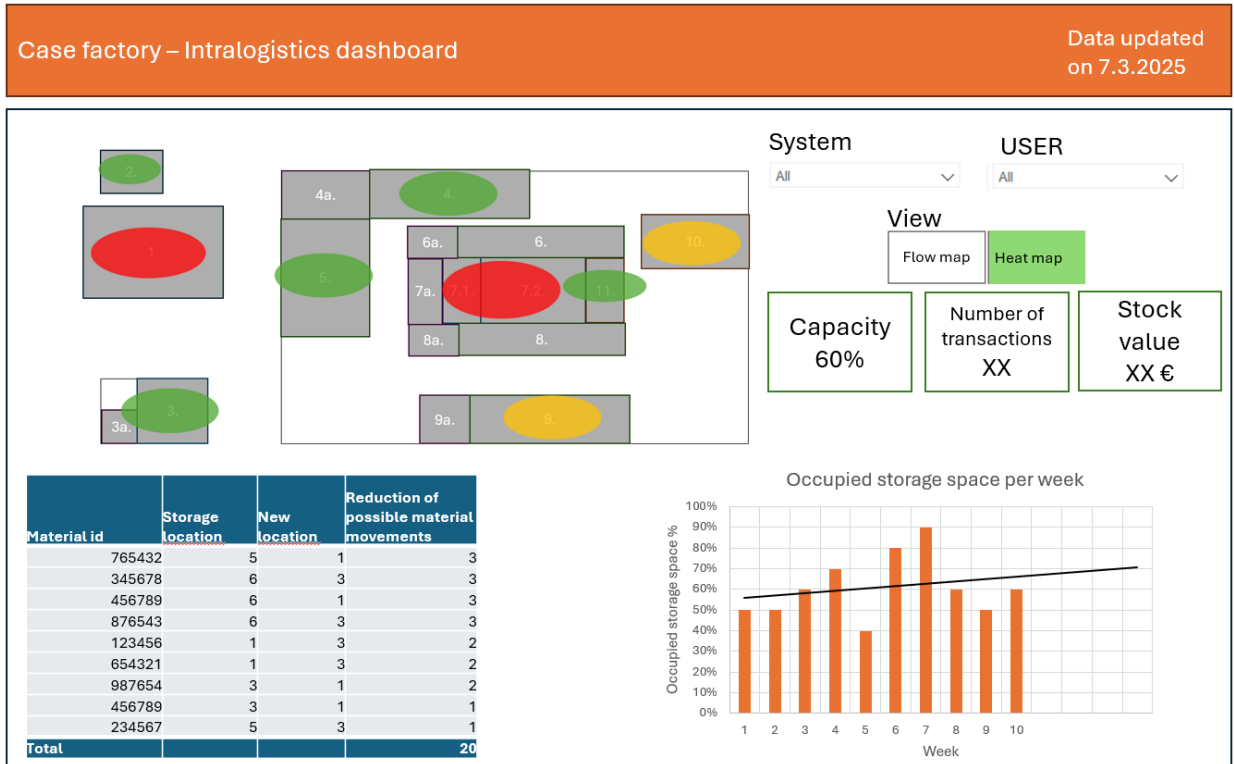 Case factory – Intralogistics dashboard
Data updated
on 7.3.2025
System
USER
All
All
View
Flow map
Heat map
Capacity
60%
Number of
transactions
XX
Stock
value
XX €
2.
1.
3.
3a.
4a.
4.
5.
6a.
6.
7a.
7.1.
7.2.
11.
8a.
8.
10.
9a.
9.
Material id
Storage
location
New
location
Reduction of
possible material
movements
765432 5 1 3
345678 6 3 3
456789 6 1 3
876543 6 3 3
123456 1 3 2
654321 1 3 2
987654 3 1 2
456789 3 1 1
234567 5 3 1
Total 20
Occupied storage space per week
Occupied storage space %
100%
90%
80%
70%
60%
50%
40%
30%
20%
10%
0%
1 2 3 4 5 6 7 8 9 10
Week